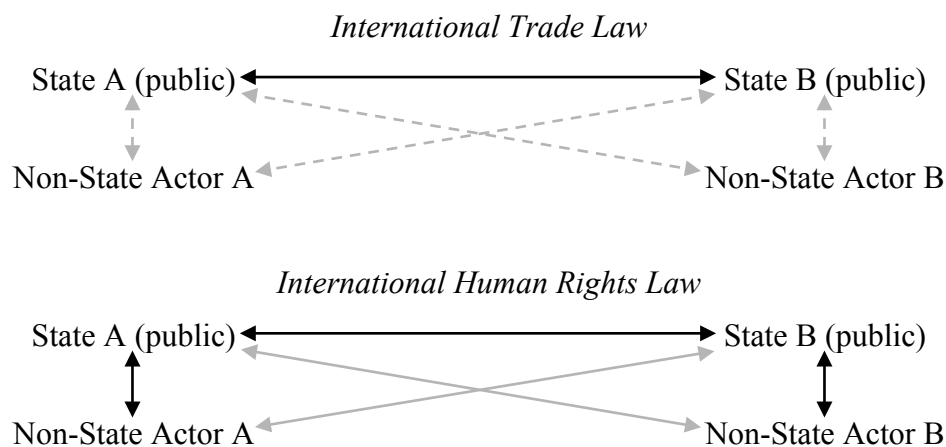 International Trade Law
State A (public) State B (public)
Non-State Actor A Non-State Actor B
International Human Rights Law
State A (public) State B (public)
Non-State Actor A Non-State Actor B